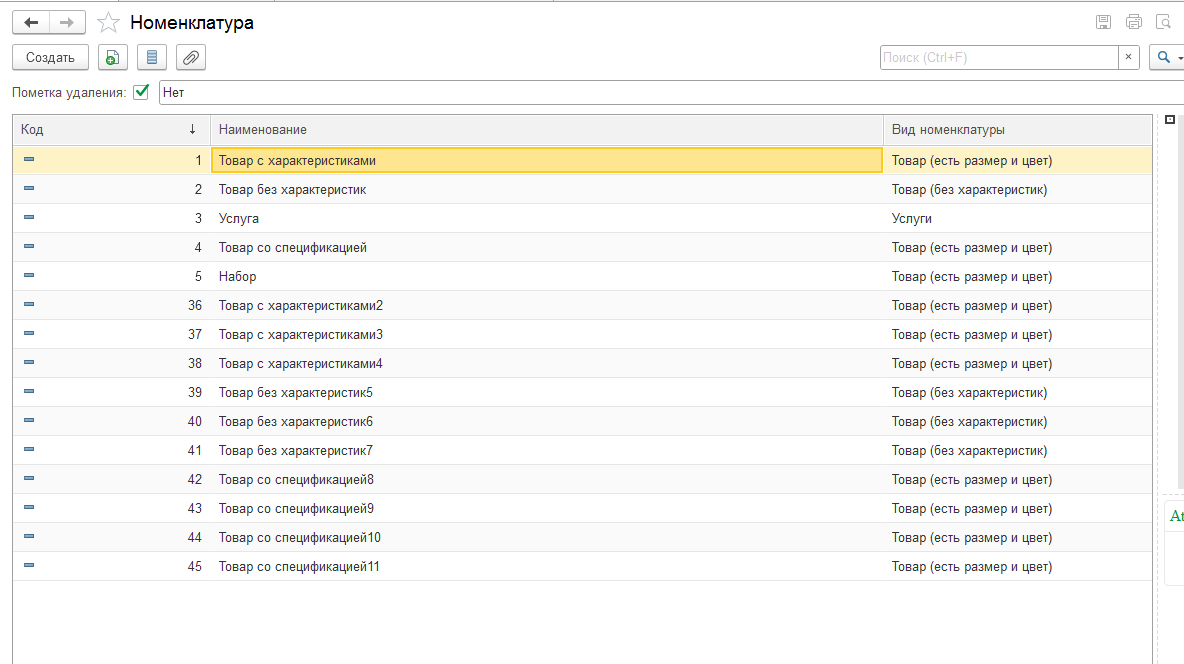 Номенклатура
Создать
Поиск (Ctrl+F)
×
Пометка удаления: Нет
Код ↓ Наименование Вид номенклатуры
1 Товар с характеристиками Товар (есть размер и цвет)
2 Товар без характеристик Товар (без характеристик)
3 Услуга Услуги
4 Товар со спецификацией Товар (есть размер и цвет)
5 Набор Товар (есть размер и цвет)
36 Товар с характеристиками2 Товар (есть размер и цвет)
37 Товар с характеристиками3 Товар (есть размер и цвет)
38 Товар с характеристиками4 Товар (есть размер и цвет)
39 Товар без характеристик5 Товар (без характеристик)
40 Товар без характеристик6 Товар (без характеристик)
41 Товар без характеристик7 Товар (без характеристик)
42 Товар со спецификацией8 Товар (есть размер и цвет)
43 Товар со спецификацией9 Товар (есть размер и цвет)
44 Товар со спецификацией10 Товар (есть размер и цвет)
45 Товар со спецификацией11 Товар (есть размер и цвет)